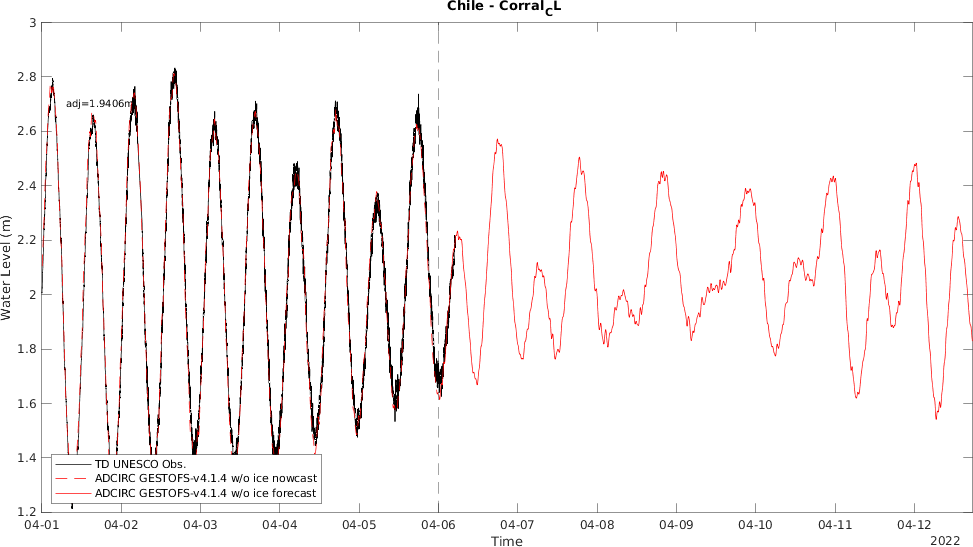 Chile - Corral_CL
3
2.8
adj=1.9406m
2.6
2.4
2.2
2
1.8
1.6
1.4
1.2
Water Level (m)
TD UNESCO Obs.
ADCIRC GESTOFS-v4.1.4 w/o ice nowcast
ADCIRC GESTOFS-v4.1.4 w/o ice forecast
04-01 04-02 04-03 04-04 04-05 04-06 04-07 04-08 04-09 04-10 04-11 04-12
Time
2022